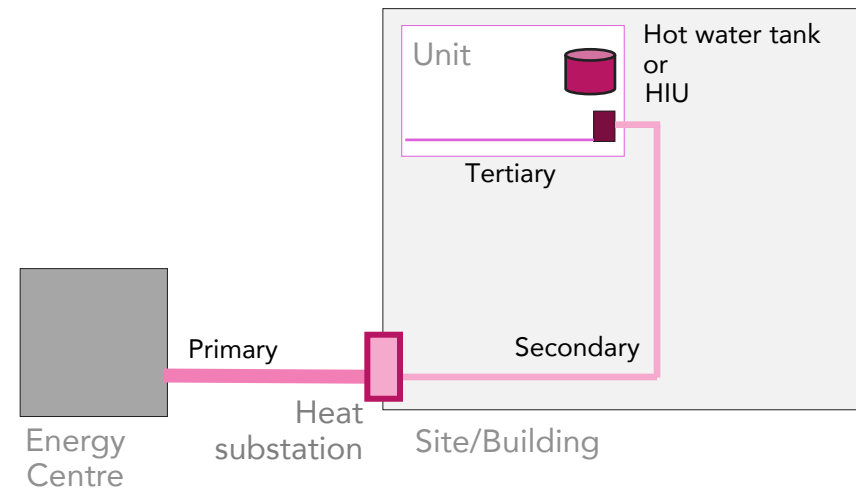 Unit
Hot water tank
or
HIU
Tertiary
Primary
Secondary
Heat
substation
Energy
Centre
Site/Building